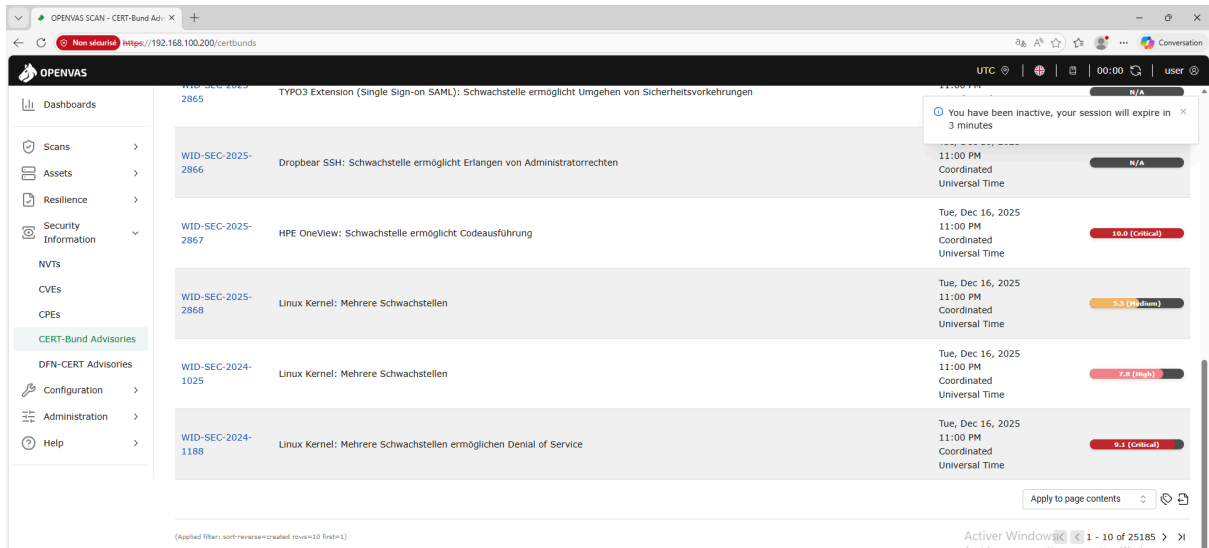 OPENVAS SCAN - CERT-Bund Adv
Non sécurisé https://192.168.100.200/certbunds
Conversation
OPENVAS
UTC
00:00
user
Dashboards
Scans
Assets
Resilience
Security
Information
NVTs
CVEs
CPEs
CERT-Bund Advisories
DFN-CERT Advisories
Configuration
Administration
Help
WID-SEC-2025-
2865
TYPO3 Extension (Single Sign-on SAML): Schwachstelle ermöglicht Umgehen von Sicherheitsvorkehrungen
11:00 PM
N/A
You have been inactive, your session will expire in
3 minutes
WID-SEC-2025-
2866
Dropbear SSH: Schwachstelle ermöglicht Erlangen von Administratorrechten
11:00 PM
Coordinated
Universal Time
N/A
WID-SEC-2025-
2867
HPE OneView: Schwachstelle ermöglicht Codeausführung
Tue, Dec 16, 2025
11:00 PM
Coordinated
Universal Time
10.0 (Critical)
WID-SEC-2025-
2868
Linux Kernel: Mehrere Schwachstellen
Tue, Dec 16, 2025
11:00 PM
Coordinated
Universal Time
5.3 (Medium)
WID-SEC-2024-
1025
Linux Kernel: Mehrere Schwachstellen
Tue, Dec 16, 2025
11:00 PM
Coordinated
Universal Time
7.8 (High)
WID-SEC-2024-
1188
Linux Kernel: Mehrere Schwachstellen ermöglichen Denial of Service
Tue, Dec 16, 2025
11:00 PM
Coordinated
Universal Time
9.1 (Critical)
Apply to page contents
(Applied filter: sort-reverse=created rows=10 first=1)
Activer Windows
1 - 10 of 25185